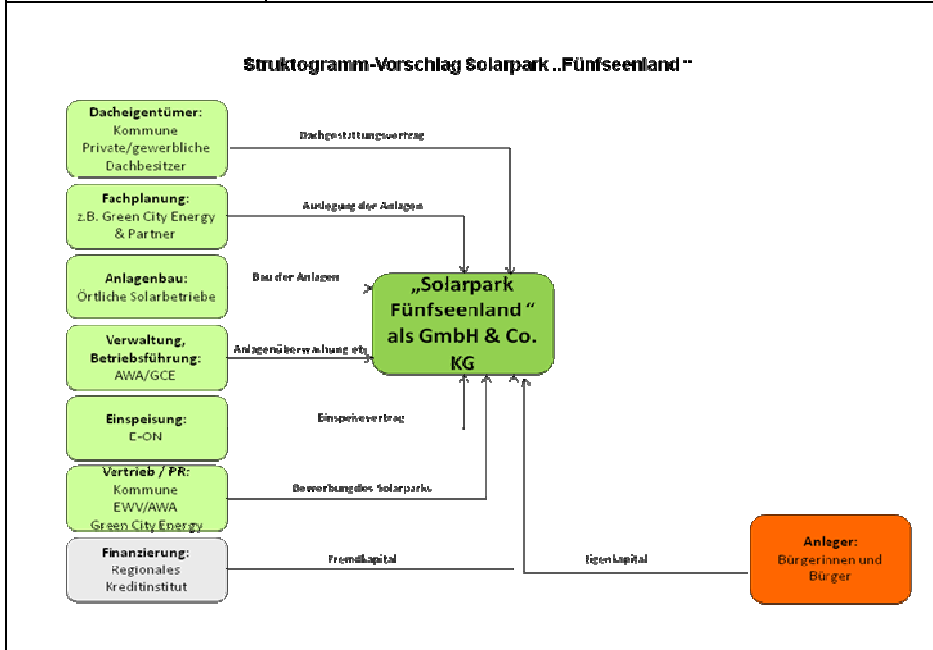 Struktogramm-Vorschlag Solarpark „Fünfseenland“
Dacheigentümer:
Kommune
Private/gewerbliche
Dachbesitzer
Dachgestattungsvertrag
Fachplanung:
z.B. Green City Energy
& Partner
Auslegung der Anlagen
Anlagenbau:
Örtliche Solarbetriebe
Bau der Anlagen
„Solarpark
Fünfseenland “
als GmbH & Co.
KG
Verwaltung,
Betriebsführung:
AWA/GCE
Anlagenüberwachung etc
Einspeisung:
E-ON
Einspeisevertrag
Vertrieb / PR:
Kommune
EWV/AWA
Green City Energy
Bewerbung des Solarparks
Finanzierung:
Regionales
Kreditinstitut
Fremdkapital
Eigenkapital
Anleger:
Bürgerinnen und
Bürger